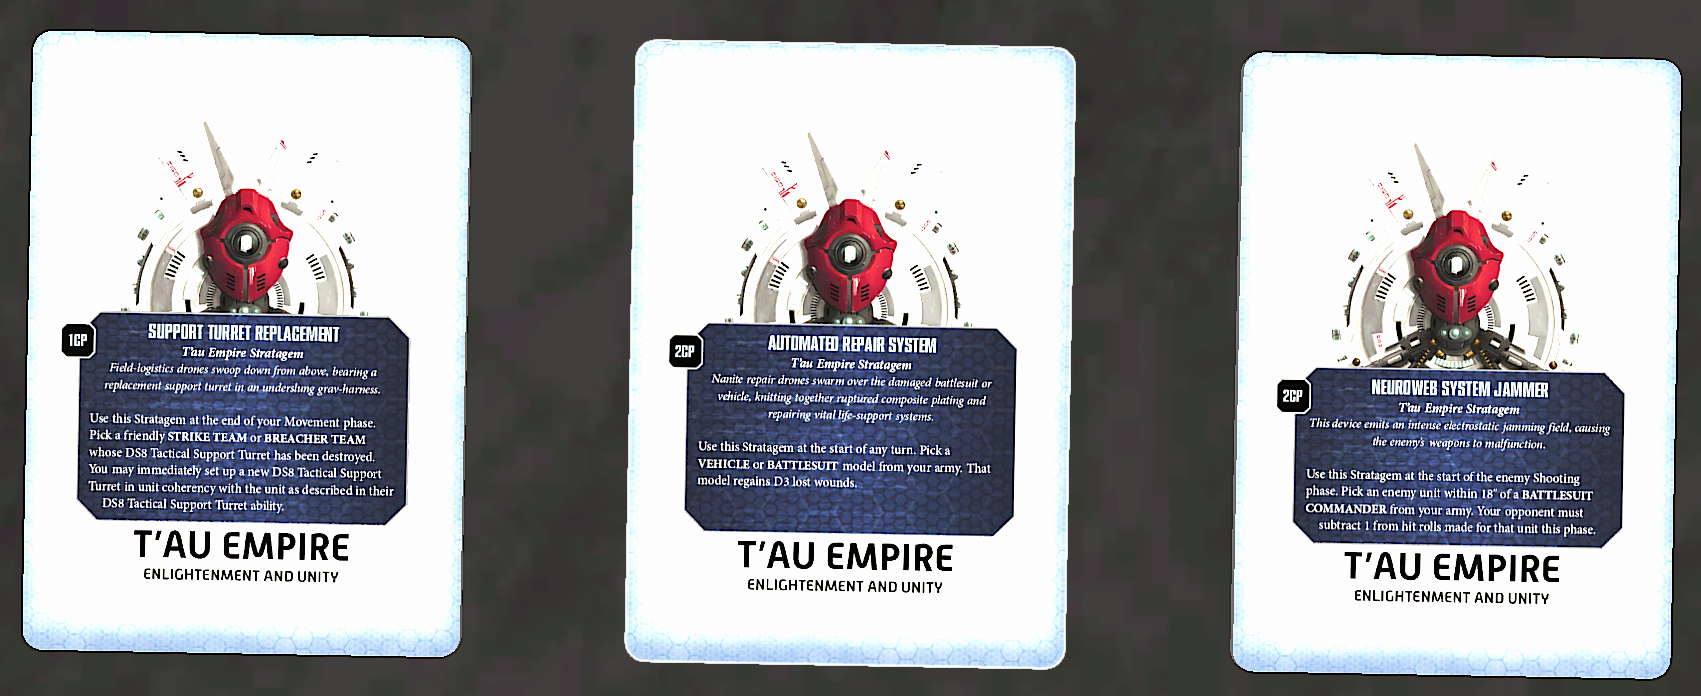 1CP
SUPPORT TURRET REPLACEMENT
T'au Empire Stratagem
Field-logistics drones swoop down from above, bearing a
replacement support turret in an underslung grav-harness.
Use this Stratagem at the end of your Movement phase.
Pick a friendly STRIKE TEAM or BREACHER TEAM
whose DS8 Tactical Support Turret has been destroyed.
You may immediately set up a new DS8 Tactical Support
Turret in unit coherency with the unit as described in their
DS8 Tactical Support Turret ability.
T'AU EMPIRE
ENLIGHTENMENT AND UNITY
2CP
AUTOMATED REPAIR SYSTEM
T'au Empire Stratagem
Nanite repair drones swarm over the damaged battlesuit or
vehicle, knitting together ruptured composite plating and
repairing vital life-support systems.
Use this Stratagem at the start of any turn. Pick a
VEHICLE or BATTLESUIT model from your army. That
model regains D3 lost wounds.
T'AU EMPIRE
ENLIGHTENMENT AND UNITY
2CP
NEUROWEB SYSTEM JAMMER
T'au Empire Stratagem
This device emits an intense electrostatic jamming field, causing
the enemy's weapons to malfunction.
Use this Stratagem at the start of the enemy Shooting
phase. Pick an enemy unit within 18" of a BATTLESUIT
COMMANDER from your army. Your opponent must
subtract 1 from hit rolls made for that unit this phase.
T'AU EMPIRE
ENLIGHTENMENT AND UNITY